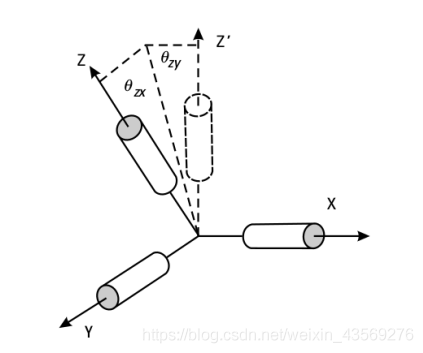 Z
Z′
θzy
θzx
X
Y
https://blog.csdn.net/weixin_43569276